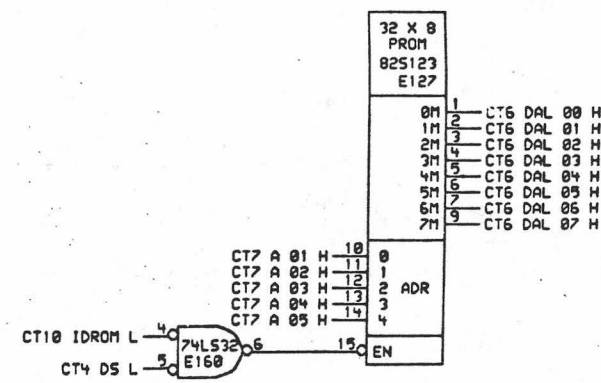 32 X 8
PROM
82S123
E127
0M 1 CT6 DAL 00 H
1M 2 CT6 DAL 01 H
2M 3 CT6 DAL 02 H
3M 4 CT6 DAL 03 H
4M 5 CT6 DAL 04 H
5M 6 CT6 DAL 05 H
6M 7 CT6 DAL 06 H
7M 9 CT6 DAL 07 H
CT7 A 01 H 10 0
CT7 A 02 H 11 1
CT7 A 03 H 12 2 ADR
CT7 A 04 H 13 3
CT7 A 05 H 14 4
CT10 IDROM L 4
74LS32 6 15 EN
E160
CT4 DS L 5